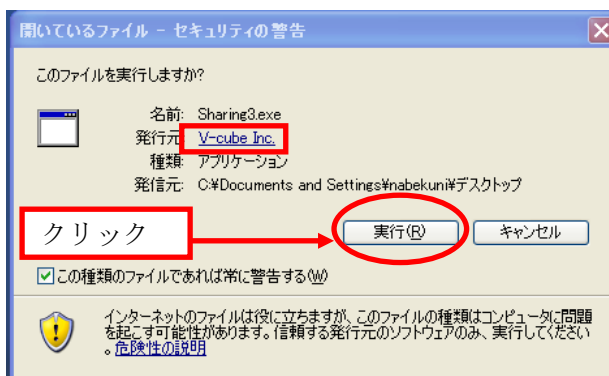 開いているファイル - セキュリティの警告
このファイルを実行しますか?
名前: Sharing3.exe
発行元: V-cube Inc.
種類: アプリケーション
発信元: C:¥Documents and Settings¥nabekuni¥デスクトップ
クリック
実行(R)
キャンセル
この種類のファイルであれば常に警告する(W)
インターネットのファイルは役に立ちますが、このファイルの種類はコンピュータに問題
を起こす可能性があります。信頼する発行元のソフトウェアのみ、実行してください
。危険性の説明